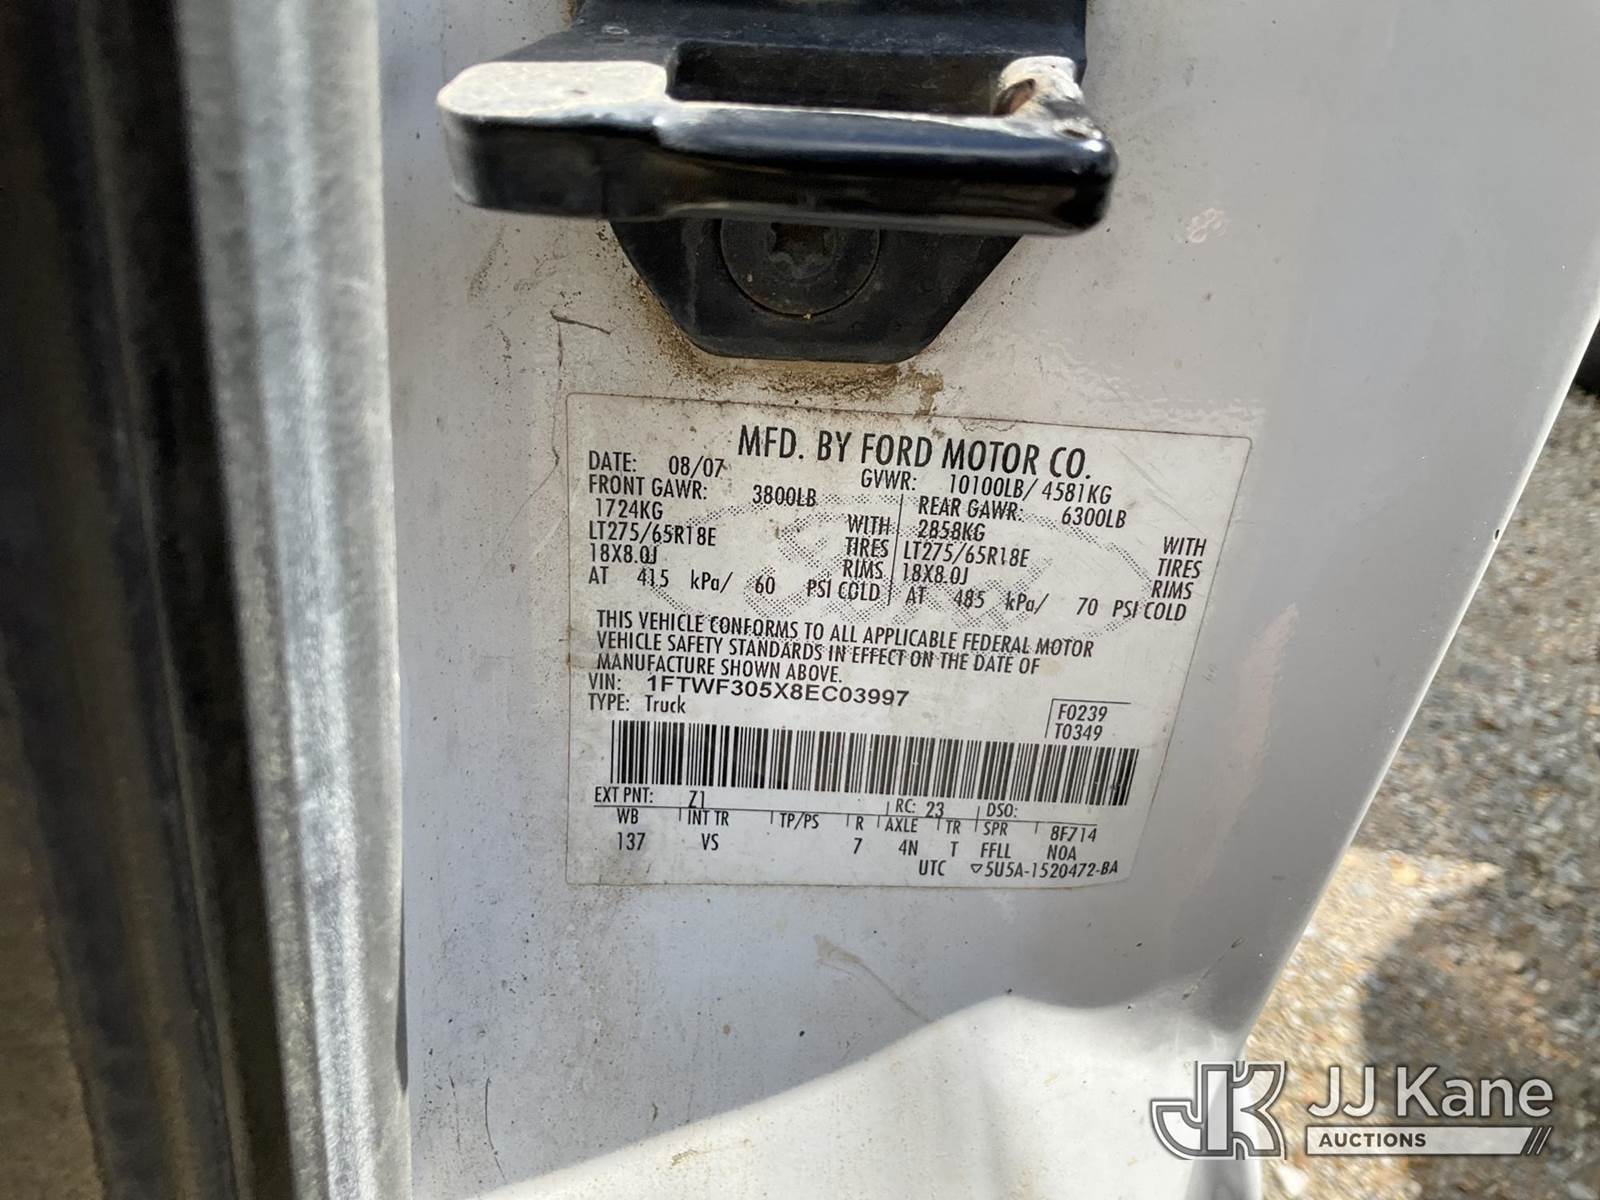 MFD. BY FORD MOTOR CO.
DATE: 08/07 GVWR: 10100LB/ 4581KG
FRONT GAWR: 3800LB REAR GAWR: 6300LB
1724KG WITH 2858KG WITH
LT275/65R18E TIRES LT275/65R18E TIRES
18X8.0J RIMS 18X8.0J RIMS
AT 415 kPa/ 60 PSI COLD AT 485 kPa/ 70 PSI COLD
THIS VEHICLE CONFORMS TO ALL APPLICABLE FEDERAL MOTOR
VEHICLE SAFETY STANDARDS IN EFFECT ON THE DATE OF
MANUFACTURE SHOWN ABOVE.
VIN: 1FTWF305X8EC03997
TYPE: Truck F0239
T0349
EXT PNT: Z1 RC: 23 DSO:
WB INT TR TP/PS R AXLE TR SPR 8F714
137 VS 7 4N T FFLL N0A
UTC ▽5U5A-1520472-BA
JK JJ Kane
AUCTIONS